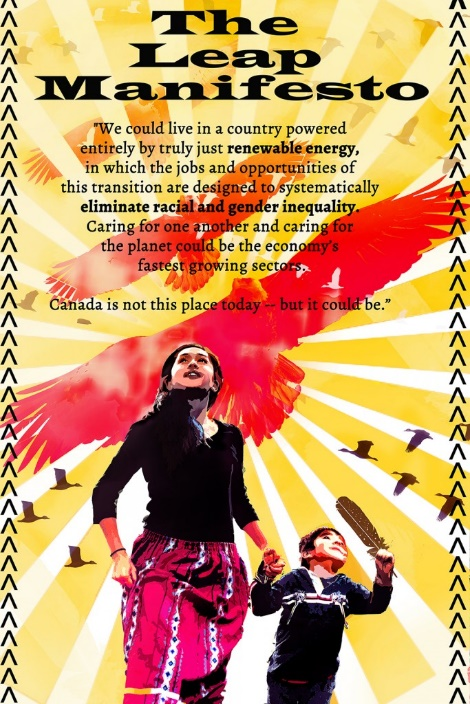 The
Leap
Manifesto
"We could live in a country powered
entirely by truly just renewable energy,
in which the jobs and opportunities of
this transition are designed to systematically
eliminate racial and gender inequality.
Caring for one another and caring for
the planet could be the economy's
fastest growing sectors.
Canada is not this place today -- but it could be."